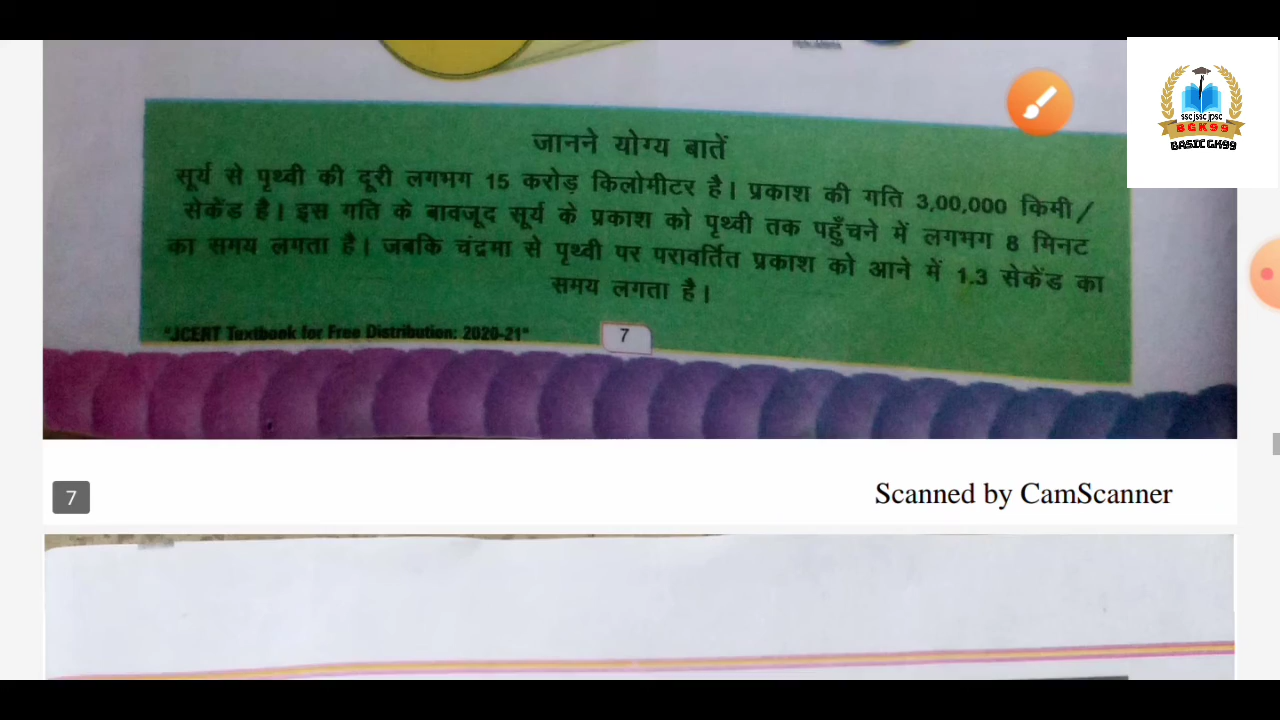 sscjssc jpsc
BGK99
BASIC GK99
जानने योग्य बातें
सूर्य से पृथ्वी की दूरी लगभग 15 करोड़ किलोमीटर है। प्रकाश की गति 3,00,000 किमी/
सेकेंड है। इस गति के बावजूद सूर्य के प्रकाश को पृथ्वी तक पहुँचने में लगभग 8 मिनट
का समय लगता है। जबकि चंद्रमा से पृथ्वी पर परावर्तित प्रकाश को आने में 1.3 सेकेंड का
समय लगता है।
"JCERT Textbook for Free Distribution: 2020-21"
7
7
Scanned by CamScanner